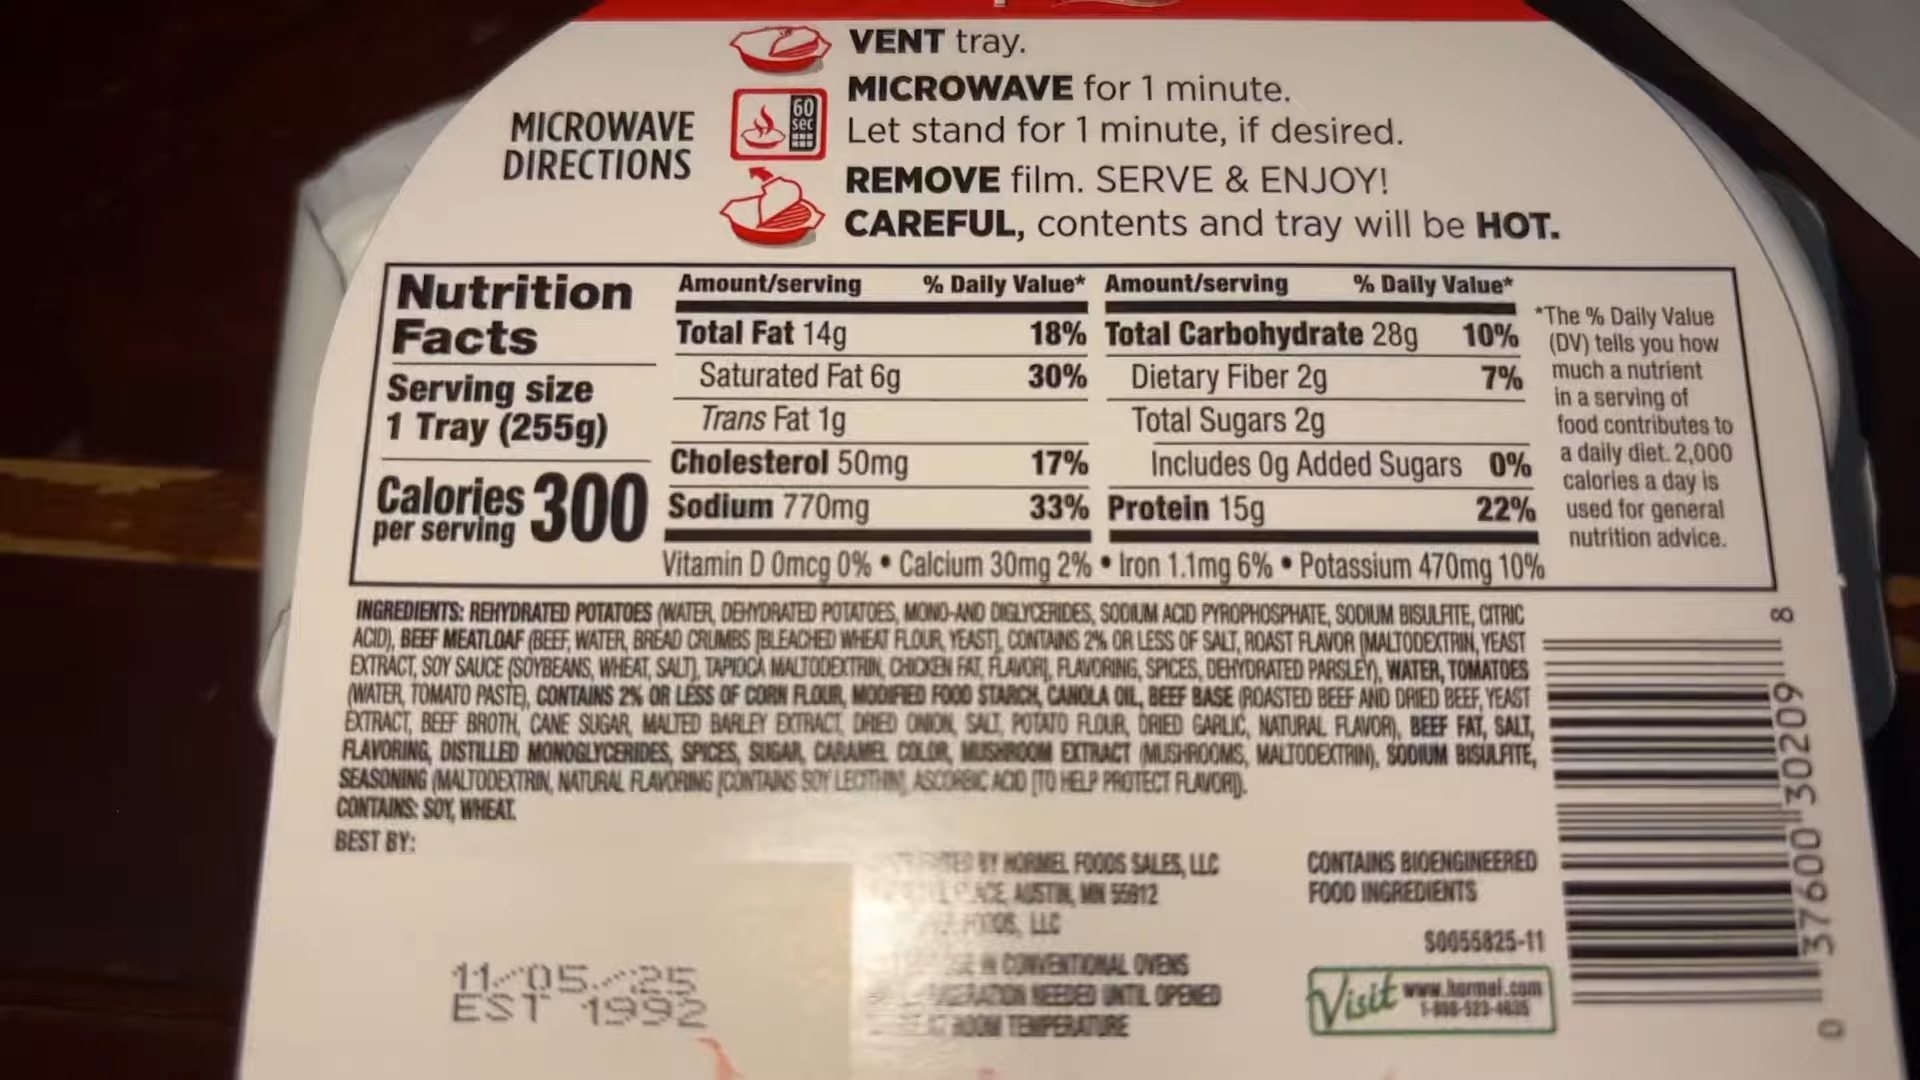 VENT tray.
MICROWAVE for 1 minute.
Let stand for 1 minute, if desired.
REMOVE film. SERVE & ENJOY!
CAREFUL, contents and tray will be HOT.
MICROWAVE
DIRECTIONS
60
sec
Nutrition
Facts
Serving size
1 Tray (255g)
Calories 300
per serving
Amount/serving % Daily Value*
Total Fat 14g 18%
Saturated Fat 6g 30%
Trans Fat 1g
Cholesterol 50mg 17%
Sodium 770mg 33%
Amount/serving % Daily Value*
Total Carbohydrate 28g 10%
Dietary Fiber 2g 7%
Total Sugars 2g
Includes 0g Added Sugars 0%
Protein 15g 22%
Vitamin D 0mcg 0% • Calcium 30mg 2% • Iron 1.1mg 6% • Potassium 470mg 10%
*The % Daily Value
(DV) tells you how
much a nutrient
in a serving of
food contributes to
a daily diet. 2,000
calories a day is
used for general
nutrition advice.
INGREDIENTS: REHYDRATED POTATOES (WATER, DEHYDRATED POTATOES, MONO-AND DIGLYCERIDES, SODIUM ACID PYROPHOSPHATE, SODIUM BISULFITE, CITRIC
ACID), BEEF MEATLOAF (BEEF, WATER, BREAD CRUMBS [BLEACHED WHEAT FLOUR, YEAST], CONTAINS 2% OR LESS OF SALT, ROAST FLAVOR [MALTODEXTRIN, YEAST
EXTRACT, SOY SAUCE (SOYBEANS, WHEAT, SALT), TAPIOCA MALTODEXTRIN, CHICKEN FAT, FLAVOR], FLAVORING, SPICES, DEHYDRATED PARSLEY), WATER, TOMATOES
(WATER, TOMATO PASTE), CONTAINS 2% OR LESS OF CORN FLOUR, MODIFIED FOOD STARCH, CANOLA OIL, BEEF BASE (ROASTED BEEF AND DRIED BEEF, YEAST
EXTRACT, BEEF BROTH, CANE SUGAR, MALTED BARLEY EXTRACT, DRIED ONION, SALT, POTATO FLOUR, DRIED GARLIC, NATURAL FLAVOR), BEEF FAT, SALT,
FLAVORING, DISTILLED MONOGLYCERIDES, SPICES, SUGAR, CARAMEL COLOR, MUSHROOM EXTRACT (MUSHROOMS, MALTODEXTRIN), SODIUM BISULFITE,
SEASONING (MALTODEXTRIN, NATURAL FLAVORING [CONTAINS SOY LECITHIN], ASCORBIC ACID [TO HELP PROTECT FLAVOR]).
CONTAINS: SOY, WHEAT.
BEST BY:
11-05-25
EST 1992
BY HORMEL FOODS SALES, LLC
AUSTIN, MN 55912
FOODS, LLC
IN CONVENTIONAL OVENS
NEEDED UNTIL OPENED
ROOM TEMPERATURE
CONTAINS BIOENGINEERED
FOOD INGREDIENTS
S0055825-11
Visit www.hormel.com
1-800-523-4635
0 37600 30209 8